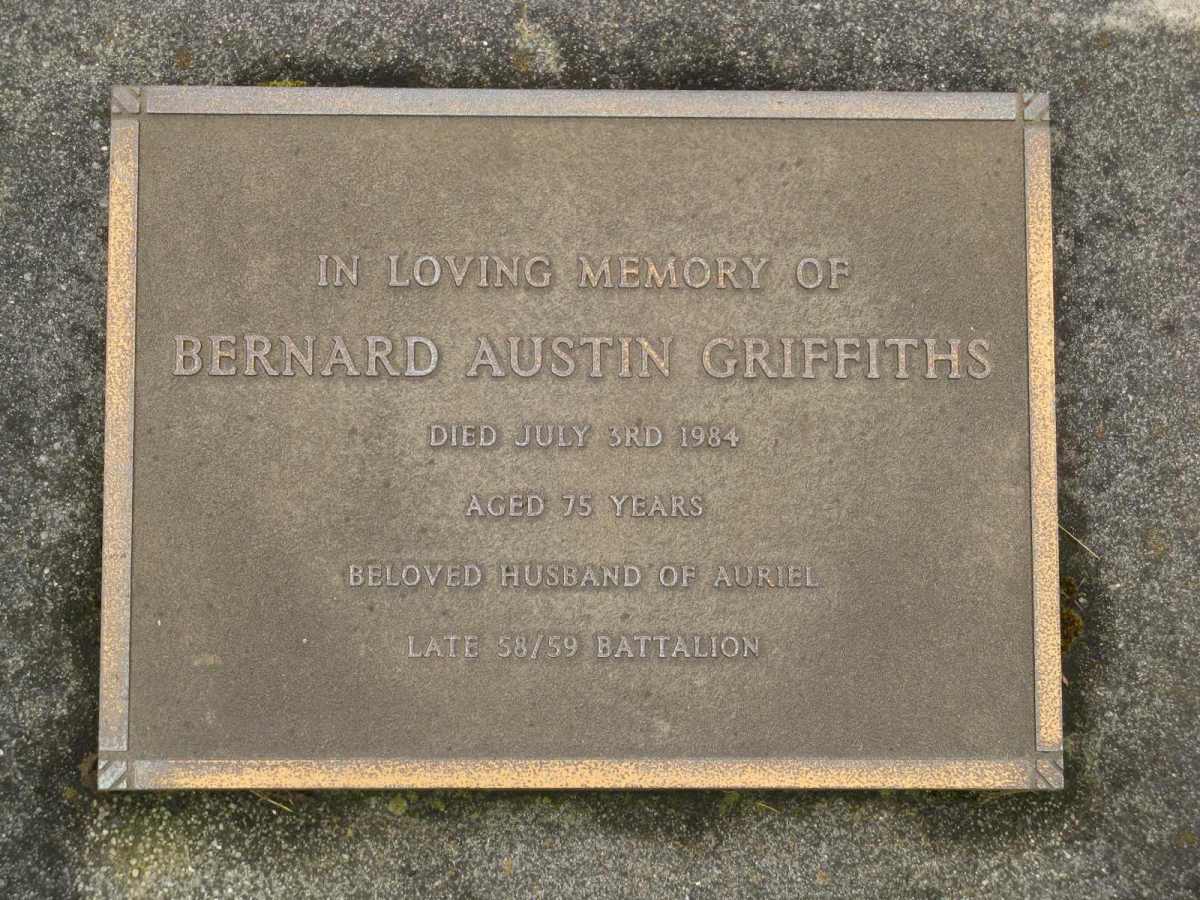 IN LOVING MEMORY OF
BERNARD AUSTIN GRIFFITHS
DIED JULY 3RD 1984
AGED 75 YEARS
BELOVED HUSBAND OF AURIEL
LATE 58/59 BATTALION